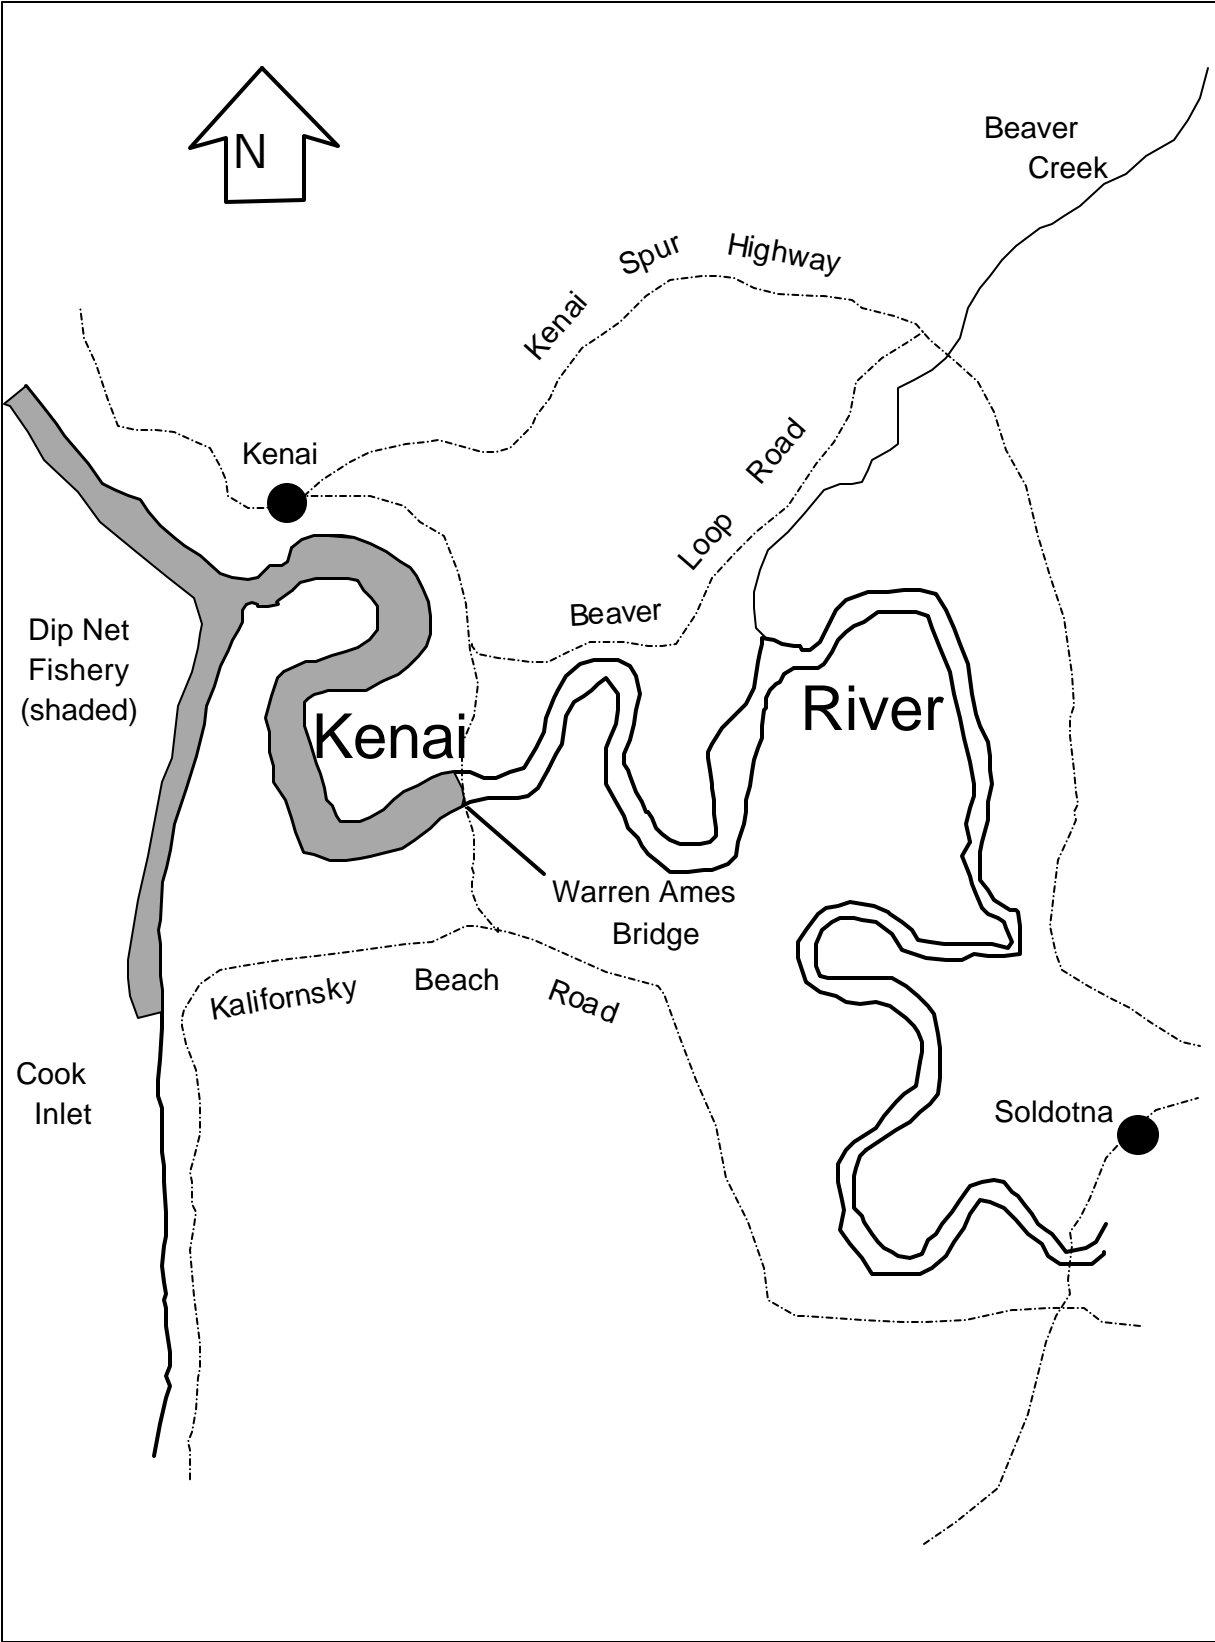 N
Beaver
Creek
Kenai Spur Highway
Kenai
Beaver Loop Road
Dip Net
Fishery
(shaded)
Kenai River
Warren Ames
Bridge
Kalifornsky Beach Road
Cook
Inlet
Soldotna